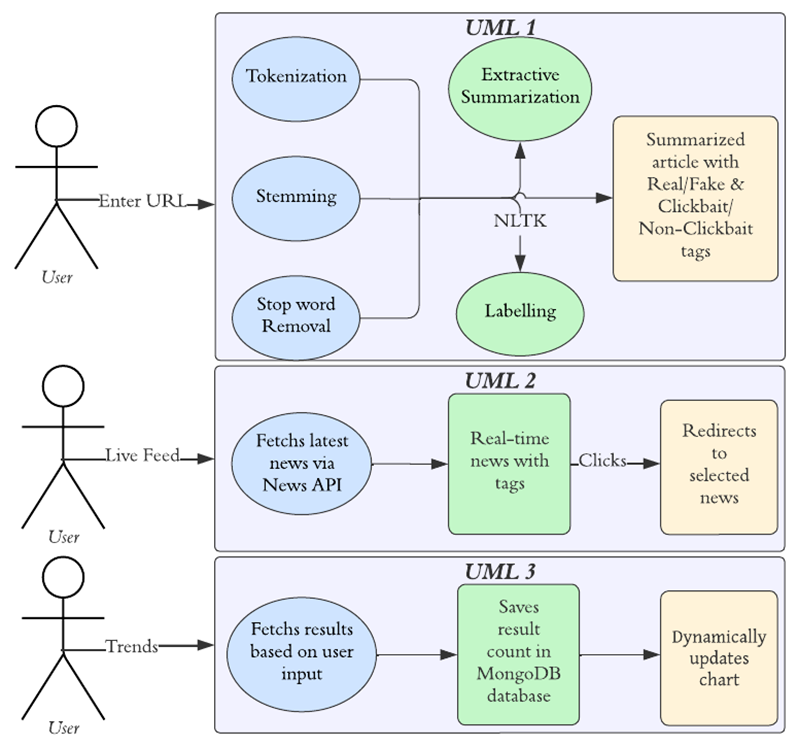 UML 1
Tokenization
Extractive
Summarization
Summarized
article with
Real/Fake &
Clickbait/
Non-Clickbait
tags
Enter URL
Stemming
NLTK
User
Stop word
Removal
Labelling
UML 2
Live Feed
Fetchs latest
news via
News API
Real-time
news with
tags
Clicks
Redirects
to
selected
news
User
UML 3
Trends
Fetchs results
based on user
input
Saves
result
count in
MongoDB
database
Dynamically
updates
chart
User